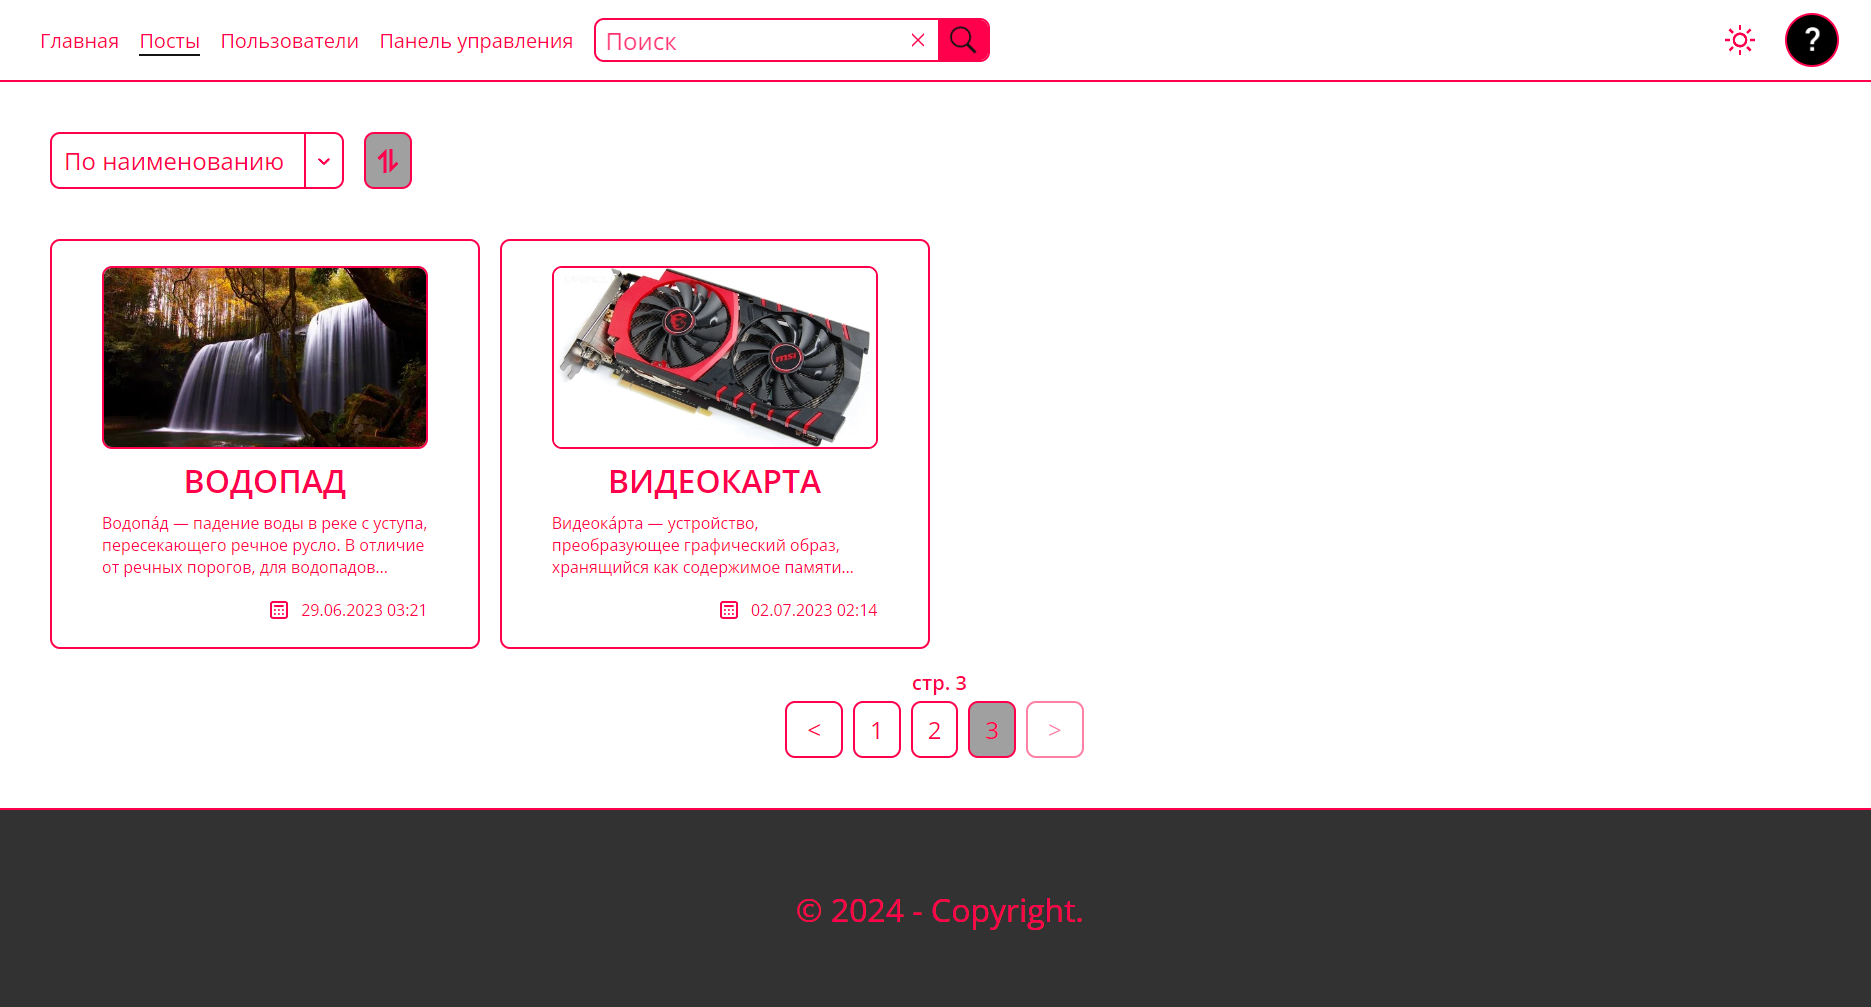 Главная Посты Пользователи Панель управления Поиск
?
По наименованию
ВОДОПАД
Водопа́д — падение воды в реке с уступа,
пересекающего речное русло. В отличие
от речных порогов, для водопадов...
29.06.2023 03:21
msi
ВИДЕОКАРТА
Видеока́рта — устройство,
преобразующее графический образ,
хранящийся как содержимое памяти...
02.07.2023 02:14
стр. 3
< 1 2 3 >
© 2024 - Copyright.